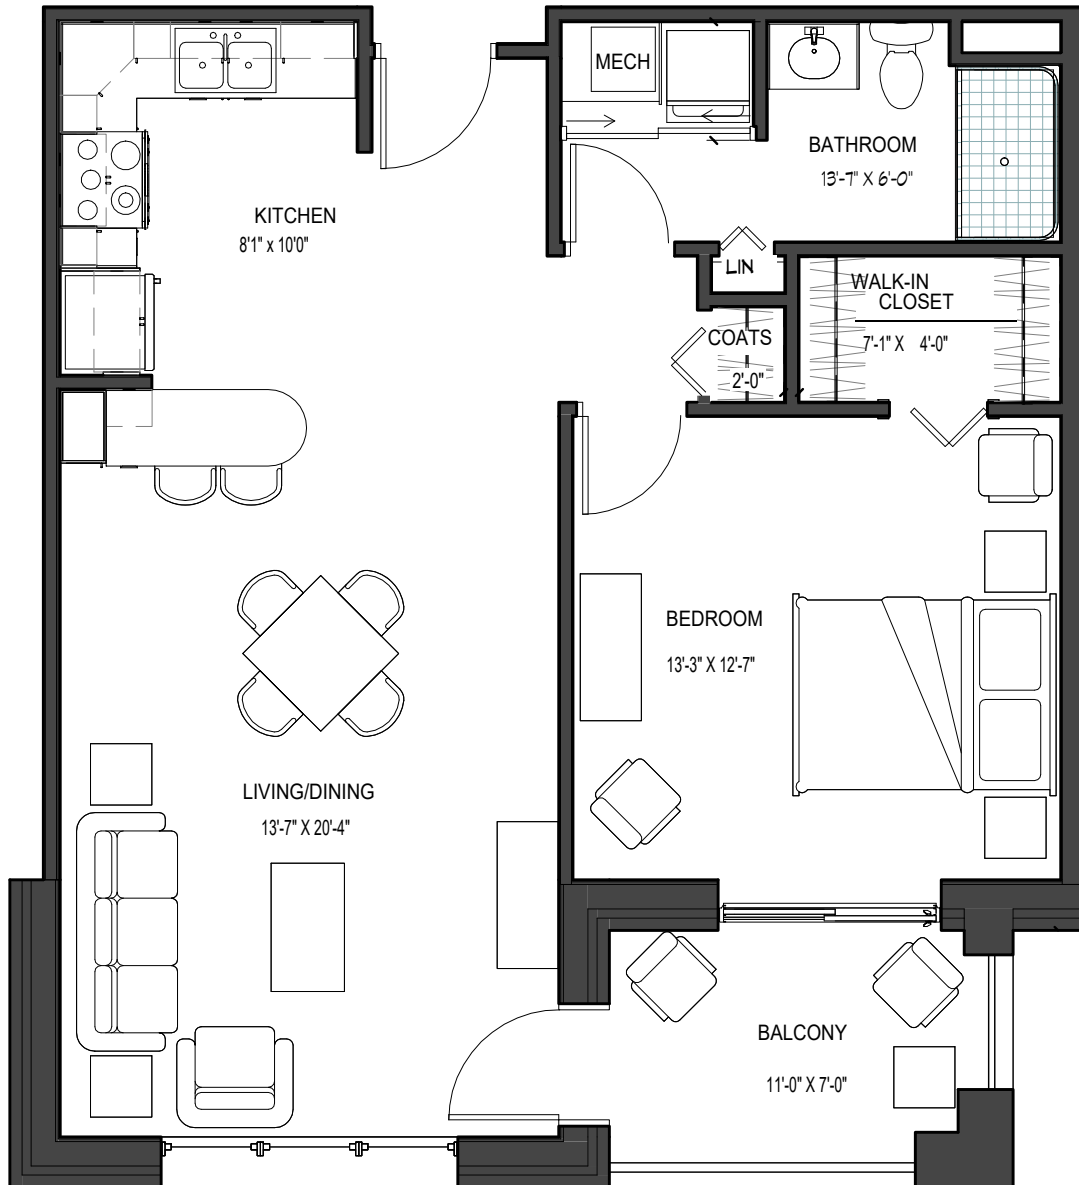 MECH
BATHROOM
13'-7" X 6'-0"
KITCHEN
8'1" x 10'0"
LIN
WALK-IN
CLOSET
7'-1" X 4'-0"
COATS
2'-0"
BEDROOM
13'-3" X 12'-7"
LIVING/DINING
13'-7" X 20'-4"
BALCONY
11'-0" X 7'-0"